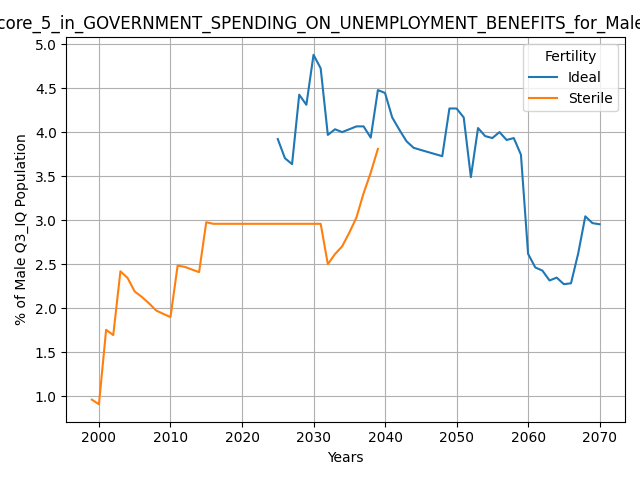 core_5_in_GOVERNMENT_SPENDING_ON_UNEMPLOYMENT_BENEFITS_for_Male
Fertility
Ideal
Sterile
% of Male Q3_IQ Population
5.0
4.5
4.0
3.5
3.0
2.5
2.0
1.5
1.0
2000 2010 2020 2030 2040 2050 2060 2070
Years